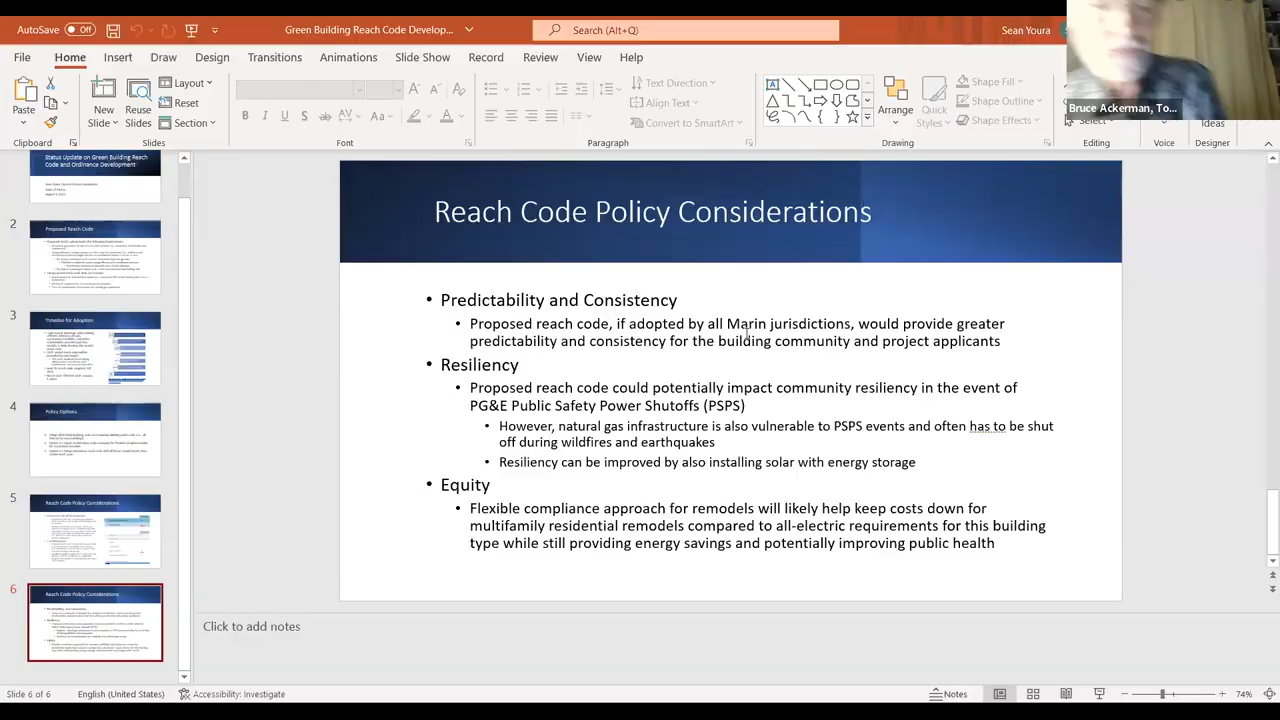 AutoSave Off
Green Building Reach Code Develop...
Search (Alt+Q)
Sean Youra
File Home Insert Draw Design Transitions Animations Slide Show Record Review View Help
Bruce Ackerman, To...
Paste
New Slide
Reuse Slides
Layout
Reset
Section
Text Direction
Align Text
Convert to SmartArt
Arrange
Quick Styles
Shape Fill
Shape Outline
Shape Effects
Select
Voice
Ideas
Clipboard Slides Font Paragraph Drawing Editing Voice Designer
Status Update on Green Building Reach
Code and Ordinance Development
2
Proposed Reach Code
3
Timeline for Adoption
4
Policy Options
5
Reach Code Policy Considerations
6
Reach Code Policy Considerations
Reach Code Policy Considerations
• Predictability and Consistency
• Proposed reach code, if adopted by all Marin jurisdictions, would provide greater
predictability and consistency for the building community and project applicants
• Resiliency
• Proposed reach code could potentially impact community resiliency in the event of
PG&E Public Safety Power Shutoffs (PSPS)
• However, natural gas infrastructure is also vulnerable to PSPS events and often has to be shut
off during wildfires and earthquakes
• Resiliency can be improved by also installing solar with energy storage
• Equity
• Flexible compliance approach for remodels will likely help keep costs down for
multifamily residential remodels compared to all-electric requirements for this building
type while still providing energy savings and potentially improving public health
Click to add notes
Slide 6 of 6 English (United States) Accessibility: Investigate Notes 74%